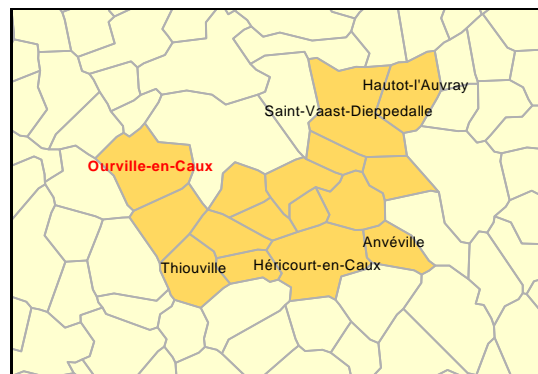 Hautot-l'Auvray
Saint-Vaast-Dieppedalle
Ourville-en-Caux
Anvéville
Thiouville
Héricourt-en-Caux